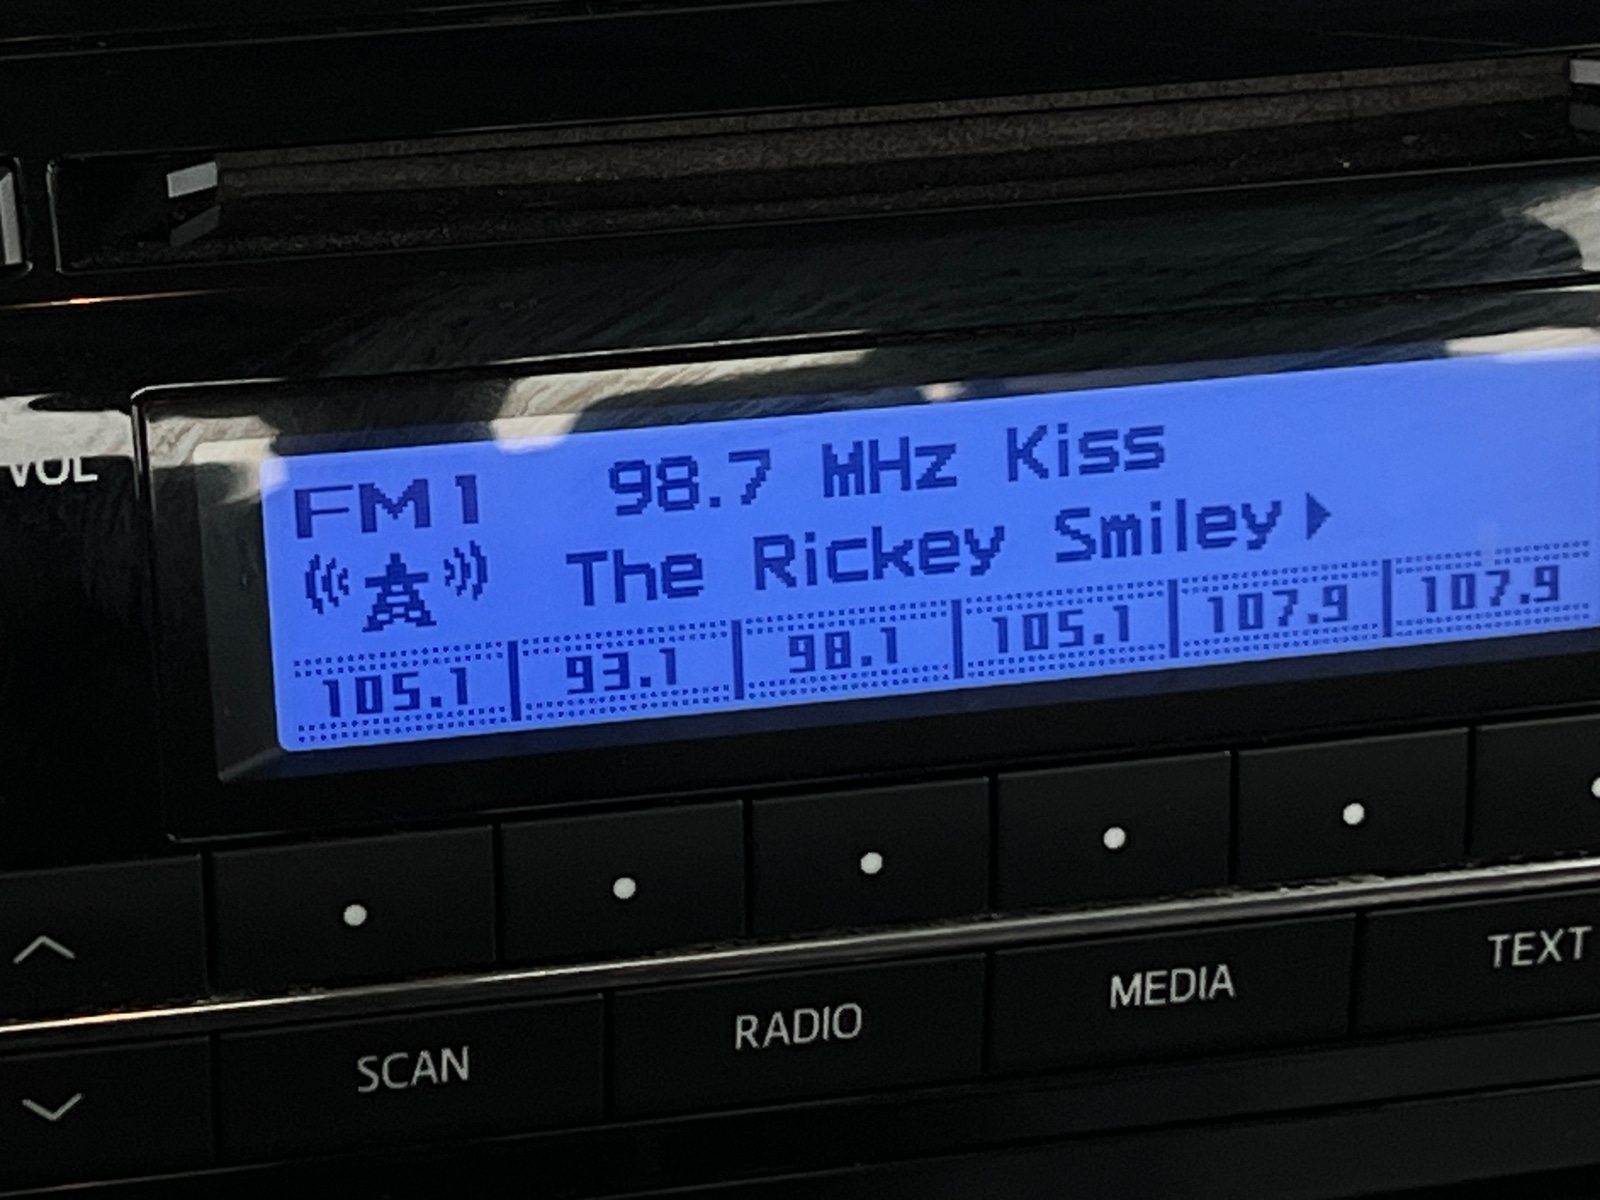 VOL
FM1 98.7 MHz Kiss
The Rickey Smiley
105.1 93.1 98.1 105.1 107.9 107.9
SCAN RADIO MEDIA TEXT